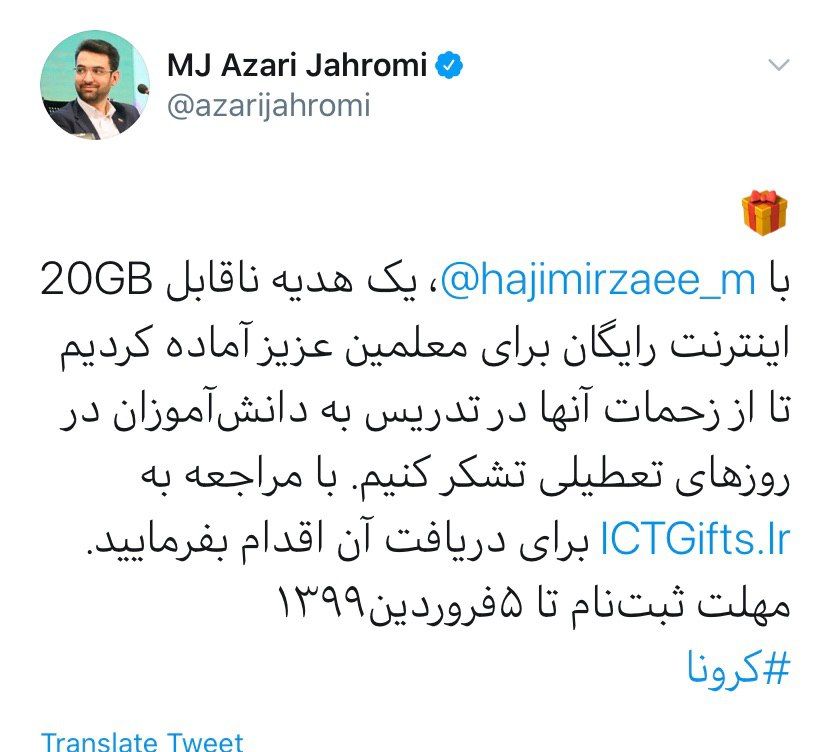 MJ Azari Jahromi
@azarijahromi
با @hajimirzaee_m، یک هدیه ناقابل 20GB
اینترنت رایگان برای معلمین عزیز آماده کردیم
تا از زحمات آنها در تدریس به دانش‌آموزان در
روزهای تعطیلی تشکر کنیم. با مراجعه به
ICTGifts.Ir برای دریافت آن اقدام بفرمایید.
مهلت ثبت‌نام تا ۵فروردین۱۳۹۹
#کرونا
Translate Tweet